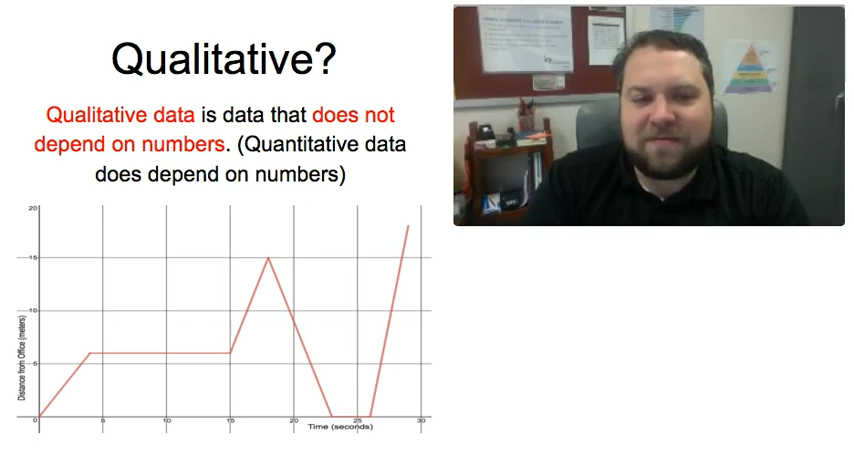 Qualitative?
Qualitative data is data that does not
depend on numbers. (Quantitative data
does depend on numbers)
20
15
10
5
Distance from Office (meters)
0 5 10 15 20 25 30
Time (seconds)